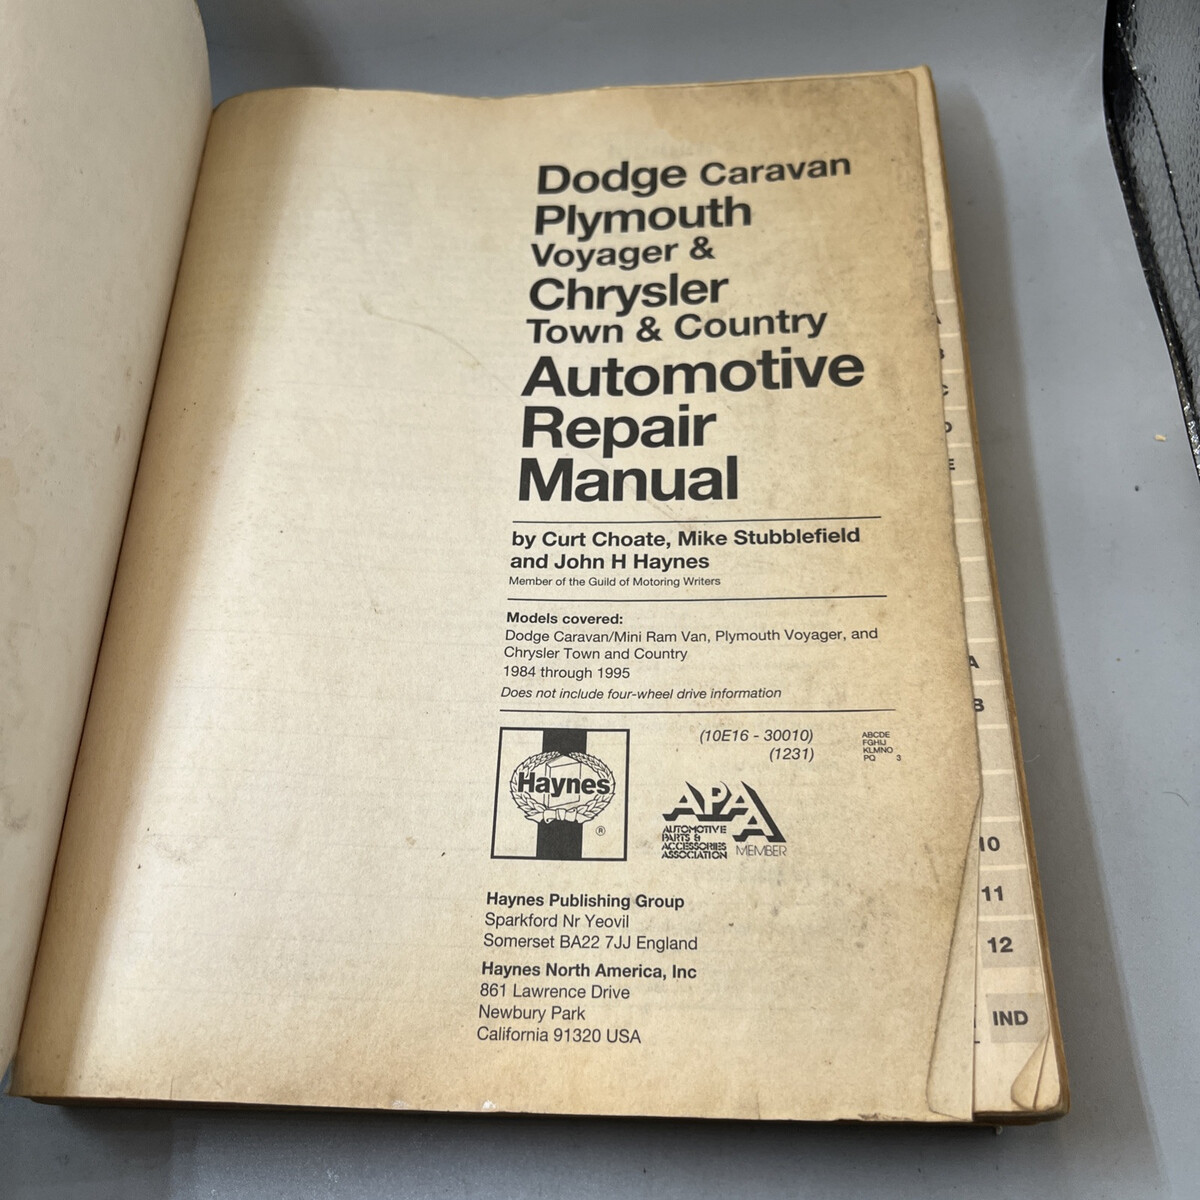 Dodge Caravan
Plymouth
Voyager &
Chrysler
Town & Country
Automotive
Repair
Manual
by Curt Choate, Mike Stubblefield
and John H Haynes
Member of the Guild of Motoring Writers
Models covered:
Dodge Caravan/Mini Ram Van, Plymouth Voyager, and
Chrysler Town and Country
1984 through 1995
Does not include four-wheel drive information
(10E16 - 30010)
(1231)
ABCDE
FGHIJ
KLMNO
PQ 3
Haynes
®
APAA
AUTOMOTIVE
PARTS &
ACCESSORIES
ASSOCIATION
MEMBER
Haynes Publishing Group
Sparkford Nr Yeovil
Somerset BA22 7JJ England
Haynes North America, Inc
861 Lawrence Drive
Newbury Park
California 91320 USA
E
A
B
10
11
12
IND